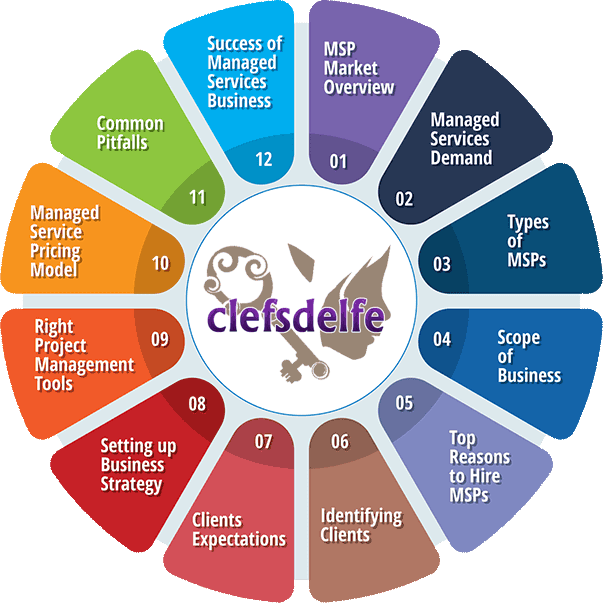 MSP
Market
Overview
01
Managed
Services
Demand
02
Types
of
MSPs
03
Scope
of
Business
04
Top
Reasons
to Hire
MSPs
05
Identifying
Clients
06
Clients
Expectations
07
Setting up
Business
Strategy
08
Right
Project
Management
Tools
09
Managed
Service
Pricing
Model
10
Common
Pitfalls
11
Success of
Managed
Services
Business
12
clefsdelfe